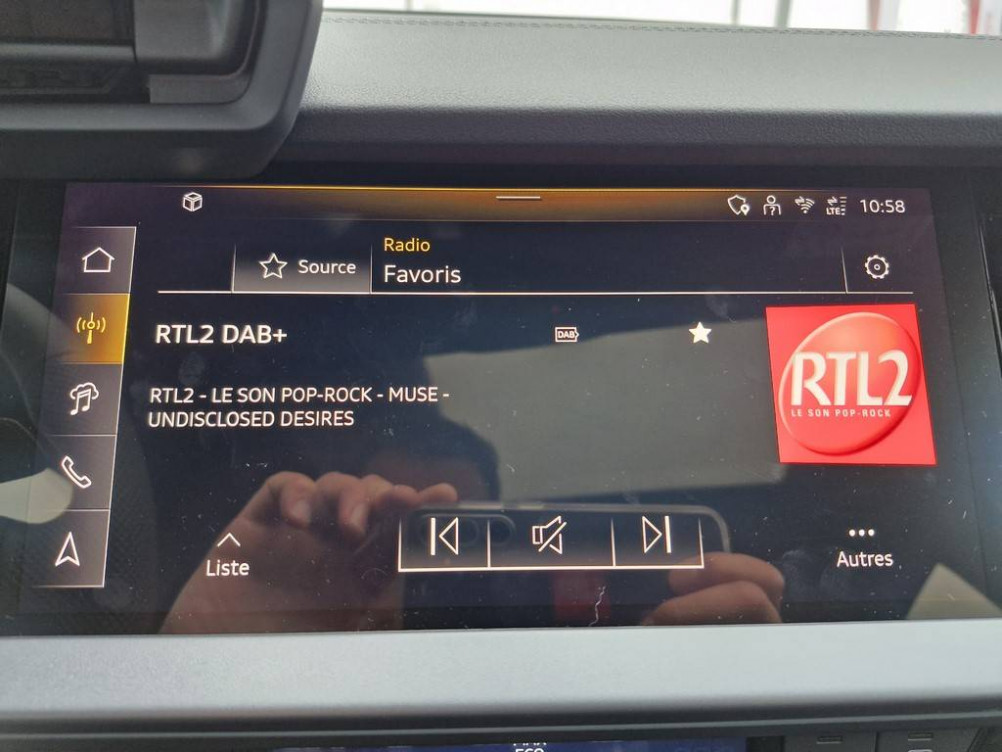 LTE
10:58
Radio
Source
Favoris
RTL2 DAB+
DAB
RTL2
LE SON POP-ROCK
RTL2 - LE SON POP-ROCK - MUSE -
UNDISCLOSED DESIRES
Liste
Autres